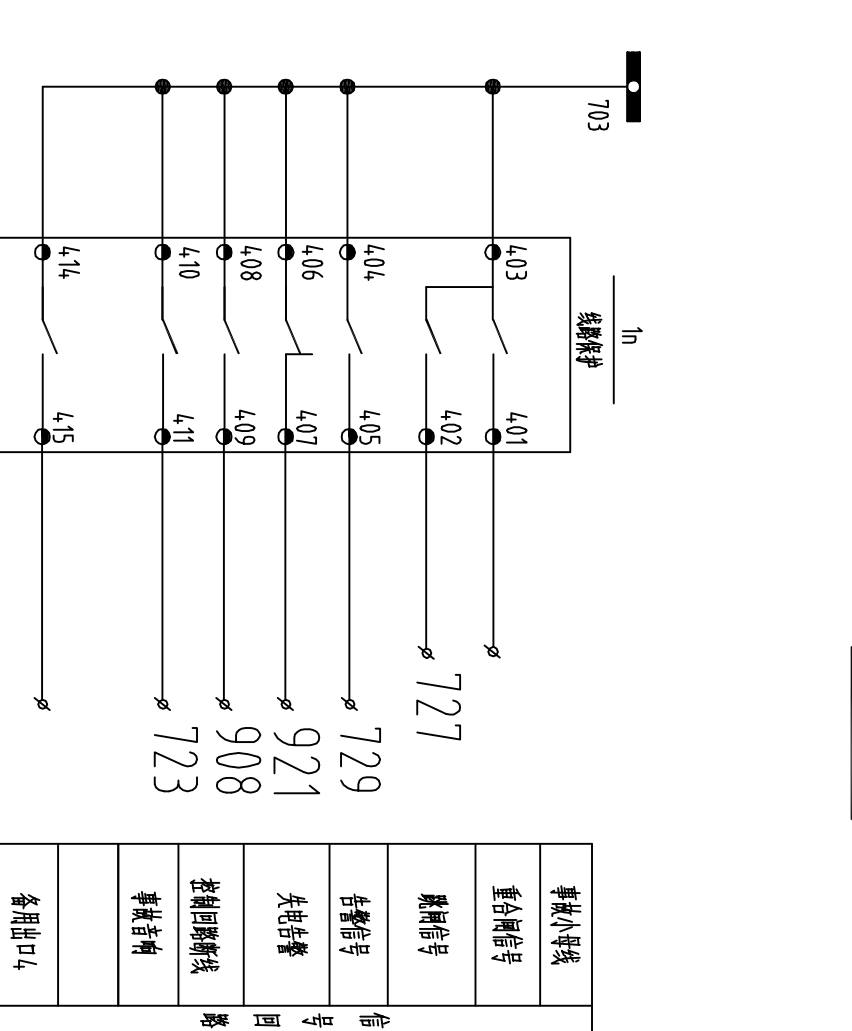 703
1n
线路保护
403
404
406
408
410
414
401
402
405
407
409
411
415
727
729
921
908
723
事故小母线
重合闸信号
跳闸信号
告警信号
失电告警
控制回路断线
事故音响
备用出口4
信号回路